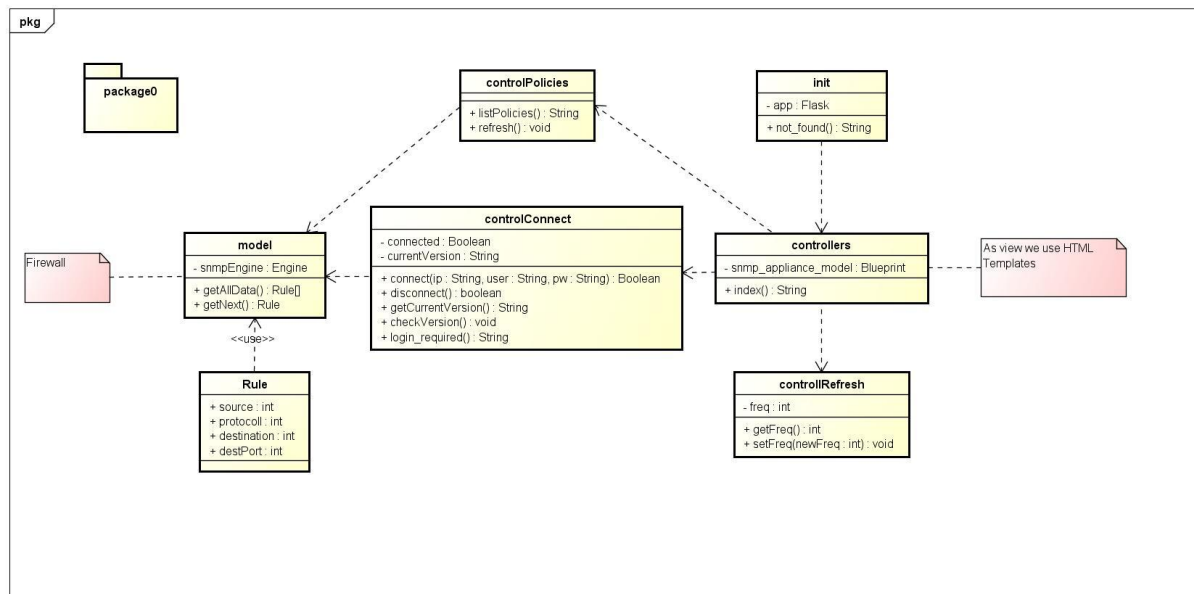 pkg
package0
controlPolicies
+ listPolicies() : String
+ refresh() : void
init
- app : Flask
+ not_found() : String
Firewall
model
- snmpEngine : Engine
+ getAllData() : Rule[]
+ getNext() : Rule
controlConnect
- connected : Boolean
- currentVersion : String
+ connect(ip : String, user : String, pw : String) : Boolean
+ disconnect() : boolean
+ getCurrentVersion() : String
+ checkVersion() : void
+ login_required() : String
controllers
- snmp_appliance_model : Blueprint
+ index() : String
As view we use HTML
Templates
<<use>>
Rule
+ source : int
+ protocoll : int
+ destination : int
+ destPort : int
controllRefresh
- freq : int
+ getFreq() : int
+ setFreq(newFreq : int) : void